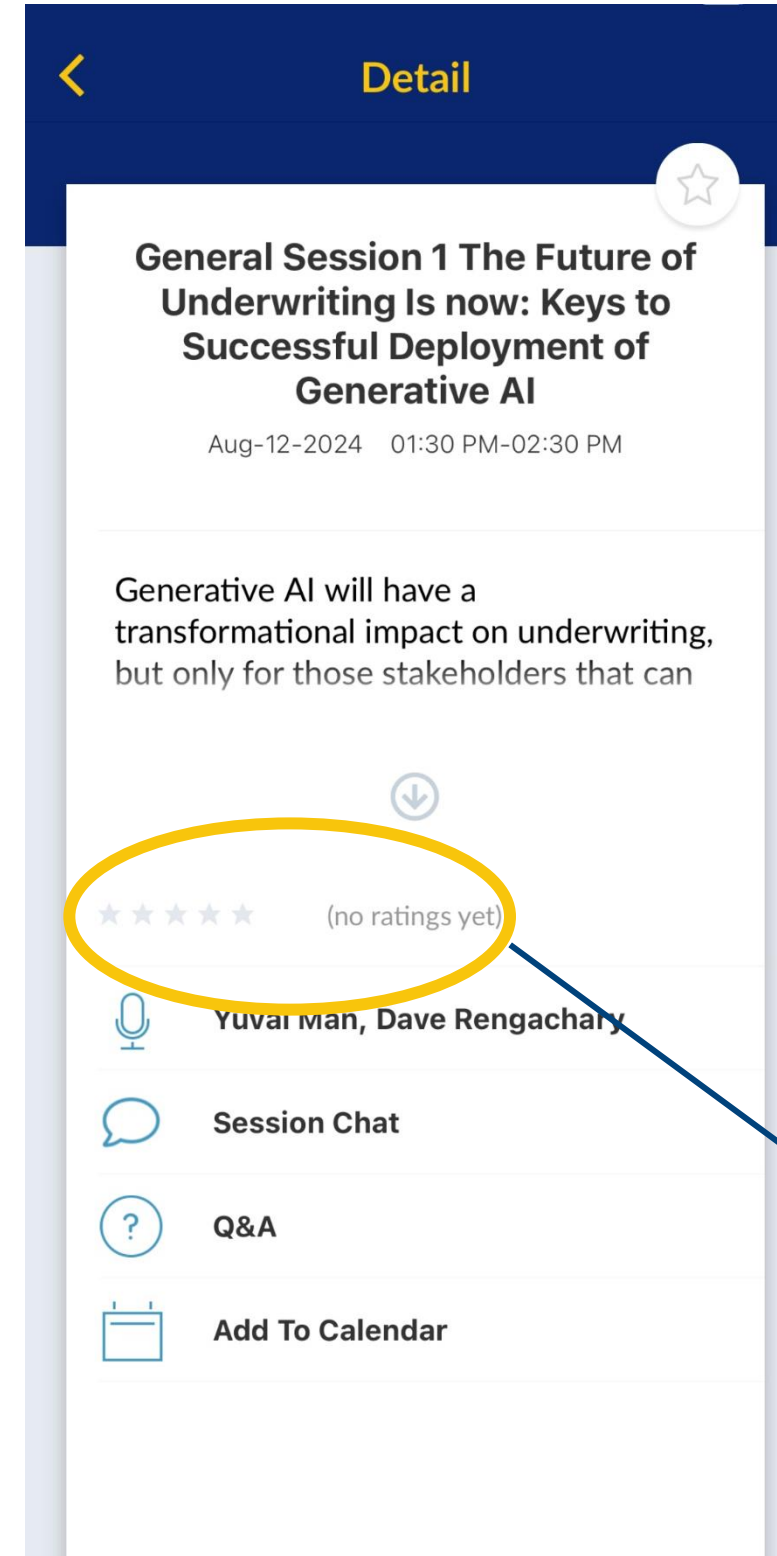 Detail
General Session 1 The Future of
Underwriting Is now: Keys to
Successful Deployment of
Generative AI
Aug-12-2024 01:30 PM-02:30 PM
Generative AI will have a
transformational impact on underwriting,
but only for those stakeholders that can
(no ratings yet)
Yuval Man, Dave Rengachary
Session Chat
?
Q&A
Add To Calendar